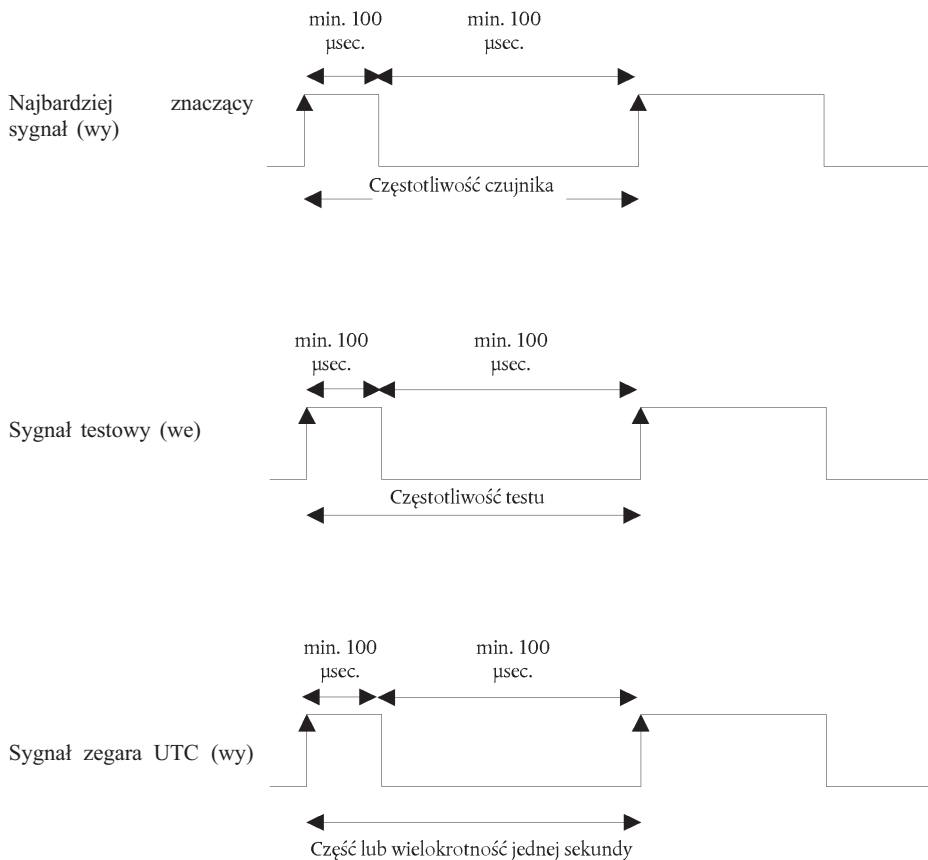 min. 100
µsec.
min. 100
µsec.
Najbardziej znaczący
sygnał (wy)
Częstotliwość czujnika
min. 100
µsec.
min. 100
µsec.
Sygnał testowy (we)
Częstotliwość testu
min. 100
µsec.
min. 100
µsec.
Sygnał zegara UTC (wy)
Część lub wielokrotność jednej sekundy